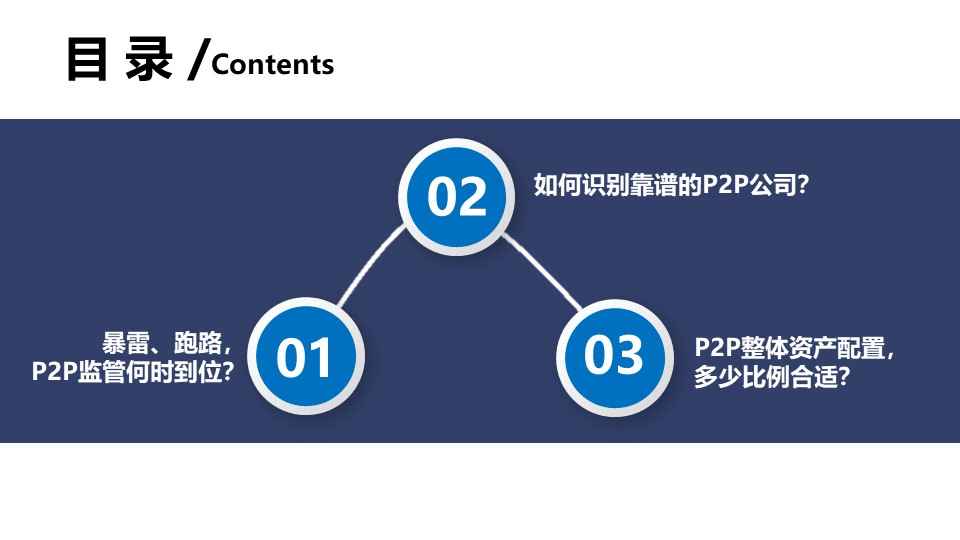 目 录 /Contents
01
暴雷、跑路，
P2P监管何时到位？
02
如何识别靠谱的P2P公司？
03
P2P整体资产配置，
多少比例合适？